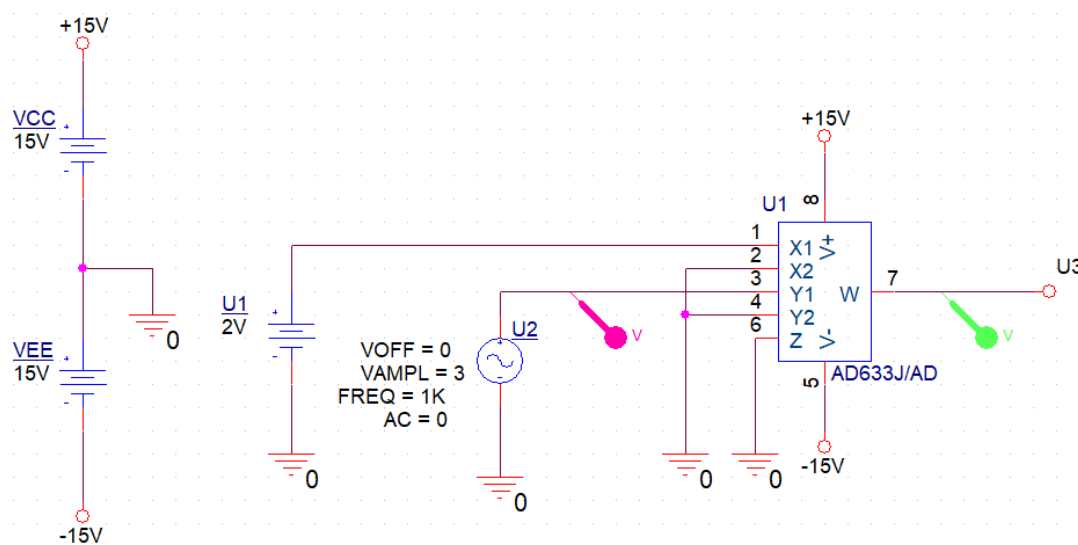 +15V
VCC
15V
0
VEE
15V
-15V
U1
2V
0
U2
VOFF = 0
VAMPL = 3
FREQ = 1K
AC = 0
0
V
+15V
8
U1
1
2
3
4
6
X1
X2
Y1
Y2
Z
V+
V-
W
7
U3
V
AD633J/AD
5
-15V
0
0